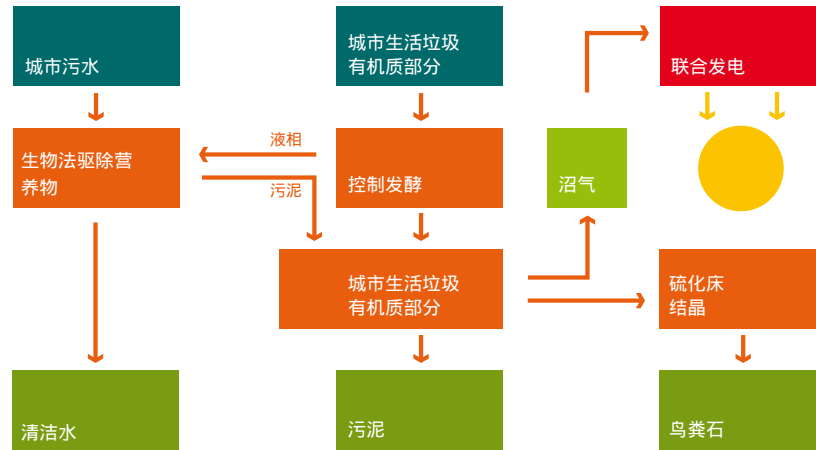 城市污水
城市生活垃圾
有机质部分
联合发电
液相
生物法驱除营
养物
污泥
控制发酵
沼气
城市生活垃圾
有机质部分
硫化床
结晶
清洁水
污泥
鸟粪石